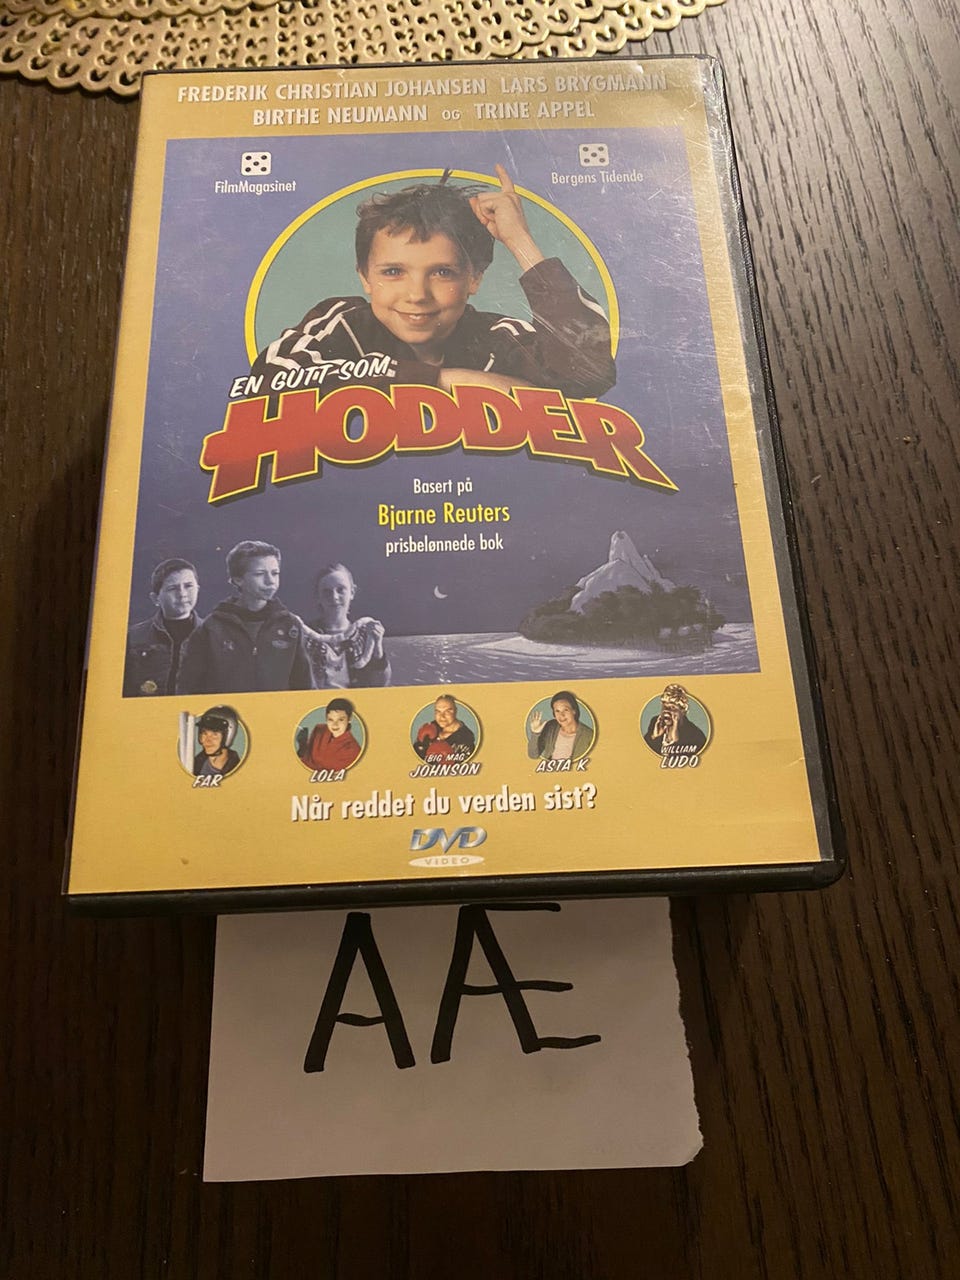 FREDERIK CHRISTIAN JOHANSEN LARS BRYGMANN
BIRTHE NEUMANN OG TRINE APPEL
FilmMagasinet
Bergens Tidende
EN GUTT SOM
HODDER
Basert på
Bjarne Reuters
prisbelønnede bok
FAR
LOLA
"BIG MAG"
JOHNSON
ASTA K
WILLIAM
LUDO
Når reddet du verden sist?
DVD
VIDEO
AÆ